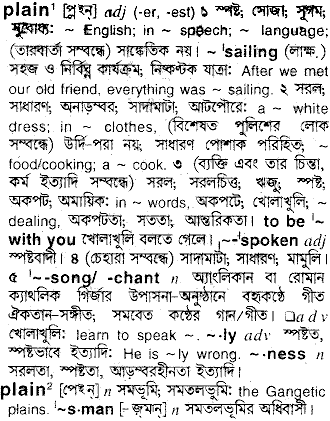 plain¹ [প্লেইন্] adj (-er, -est) ১ স্পষ্ট; সোজা; সুগম;
সুবোধ্য: ~ English; in ~ speech; ~ language;
(তারবার্তা সম্বন্ধে) সাঙ্কেতিক নয়। ~ ˈsailing (লাক্ষ.)
সহজ ও নির্বিঘ্ন কার্যক্রম, নিষ্কণ্টক যাত্রা: After we met
our old friend, everything was ~ sailing. ২ সরল;
সাধারণ, অনাড়ম্বর; সাদামাটা; আটপৌরে: a ~ white
dress; in ~ clothes, (বিশেষত পুলিশের লোক
সম্বন্ধে) উর্দি-পরা নয়; সাধারণ পোশাক পরিহিত; ~
food/cooking; a ~ cook. ৩ (ব্যক্তি এবং তার চিন্তা,
কর্ম ইত্যাদি সম্বন্ধে) সরল; সরলচিত্ত; ঋজু; স্পষ্ট;
অকপট; অমায়িক: in ~ words, অকপটে; খোলাখুলি; ~
dealing, অকপটতা; সততা; আন্তরিকতা। to be ~
with you খোলাখুলি বলতে গেলে। ˌ~-ˈspoken adj
স্পষ্টবাদী। ৪ (চেহারা সম্বন্ধে) সাদামাটা; সাধারণ; মামুলি।
৫ ˈ~-song/ -chant n অ্যাংলিকান বা রোমান
ক্যাথলিক গির্জার উপাসনা-অনুষ্ঠানে বহুকণ্ঠে গীত
ঐকতান-সঙ্গীত; সমবেত কণ্ঠের গান/গীত। □adv
খোলাখুলি: learn to speak ~. ~·ly adv স্পষ্টত,
স্পষ্টভাবে ইত্যাদি: He is ~ly wrong. ~·ness n
সরলতা, স্পষ্টতা, আড়ম্বরহীনতা ইত্যাদি।
plain² [প্লেইন্] n সমভূমি; সমতলভূমি: the Gangetic
plains. ˈ~s·man [-জ্‌মান্] n সমতলভূমির অধিবাসী।